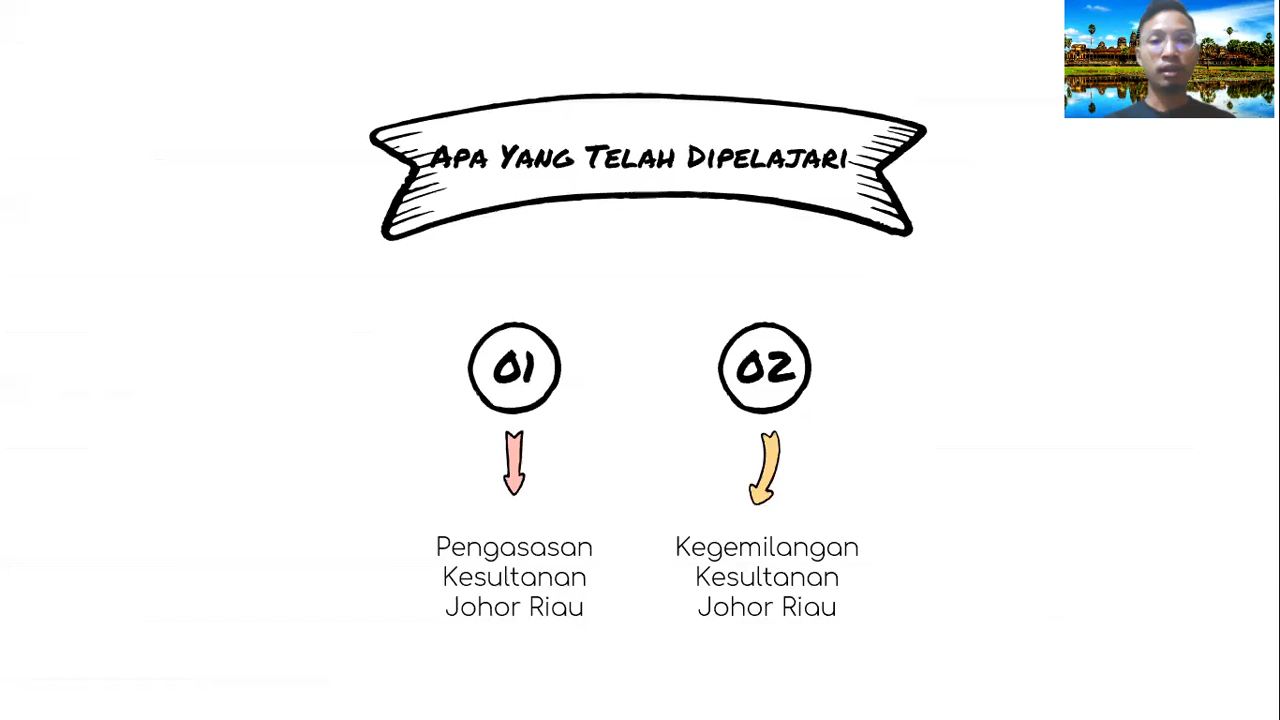 Apa Yang Telah Dipelajari
01
02
Pengasasan
Kesultanan
Johor Riau
Kegemilangan
Kesultanan
Johor Riau